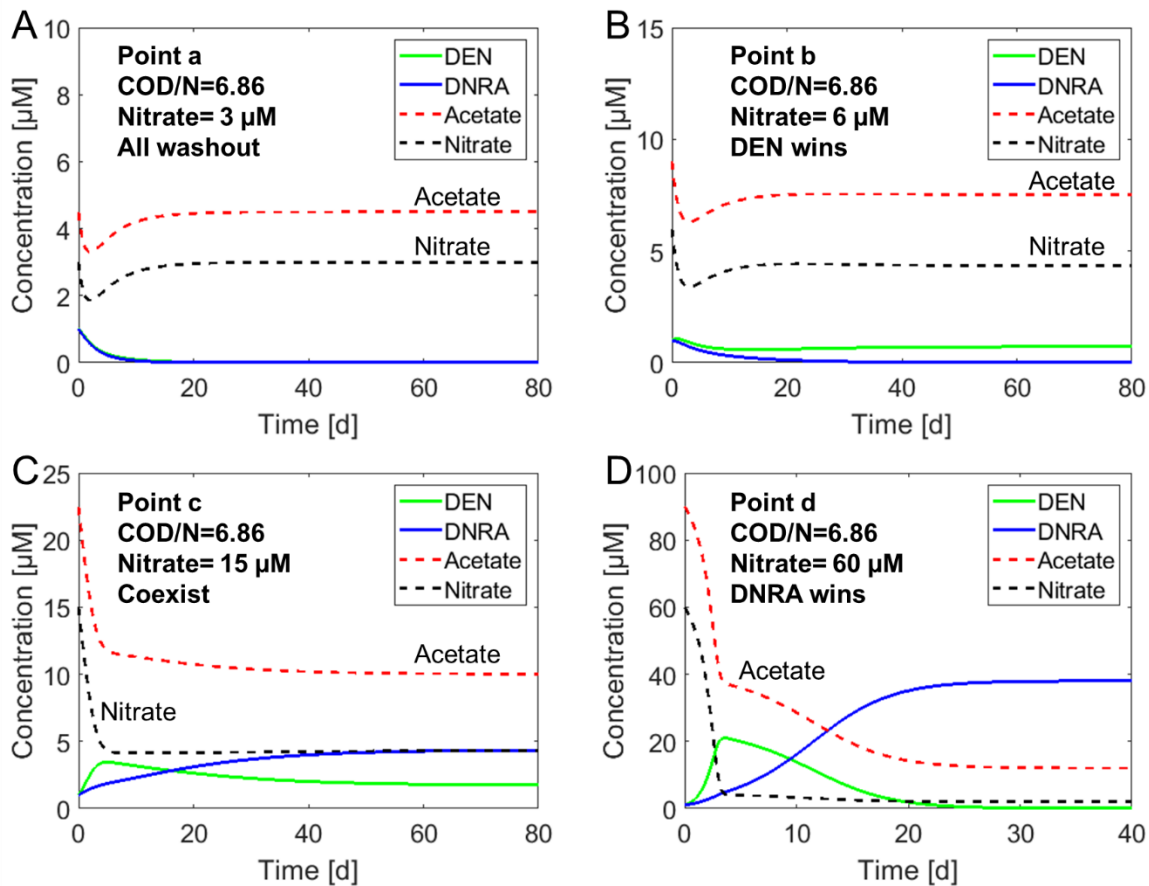 A
Point a
COD/N=6.86
Nitrate= 3 µM
All washout
DEN
DNRA
Acetate
Nitrate
Acetate
Nitrate
Concentration [µM]
10
8
6
4
2
0
0 20 40 60 80
Time [d]
B
Point b
COD/N=6.86
Nitrate= 6 µM
DEN wins
DEN
DNRA
Acetate
Nitrate
Acetate
Nitrate
Concentration [µM]
15
10
5
0
0 20 40 60 80
Time [d]
C
Point c
COD/N=6.86
Nitrate= 15 µM
Coexist
DEN
DNRA
Acetate
Nitrate
Acetate
Nitrate
Concentration [µM]
25
20
15
10
5
0
0 20 40 60 80
Time [d]
D
Point d
COD/N=6.86
Nitrate= 60 µM
DNRA wins
DEN
DNRA
Acetate
Nitrate
Acetate
Concentration [µM]
100
80
60
40
20
0
0 10 20 30 40
Time [d]